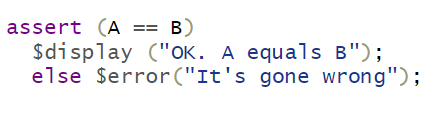 assert (A == B)
  $display ("OK. A equals B");
  else $error("It's gone wrong");